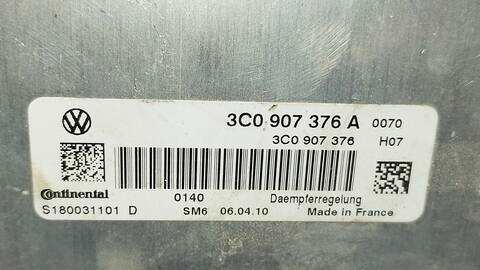 3C0 907 376 A 0070
3C0 907 376 H07
Continental 0140 Daempferregelung
S180031101 D SM6 06.04.10 Made in France